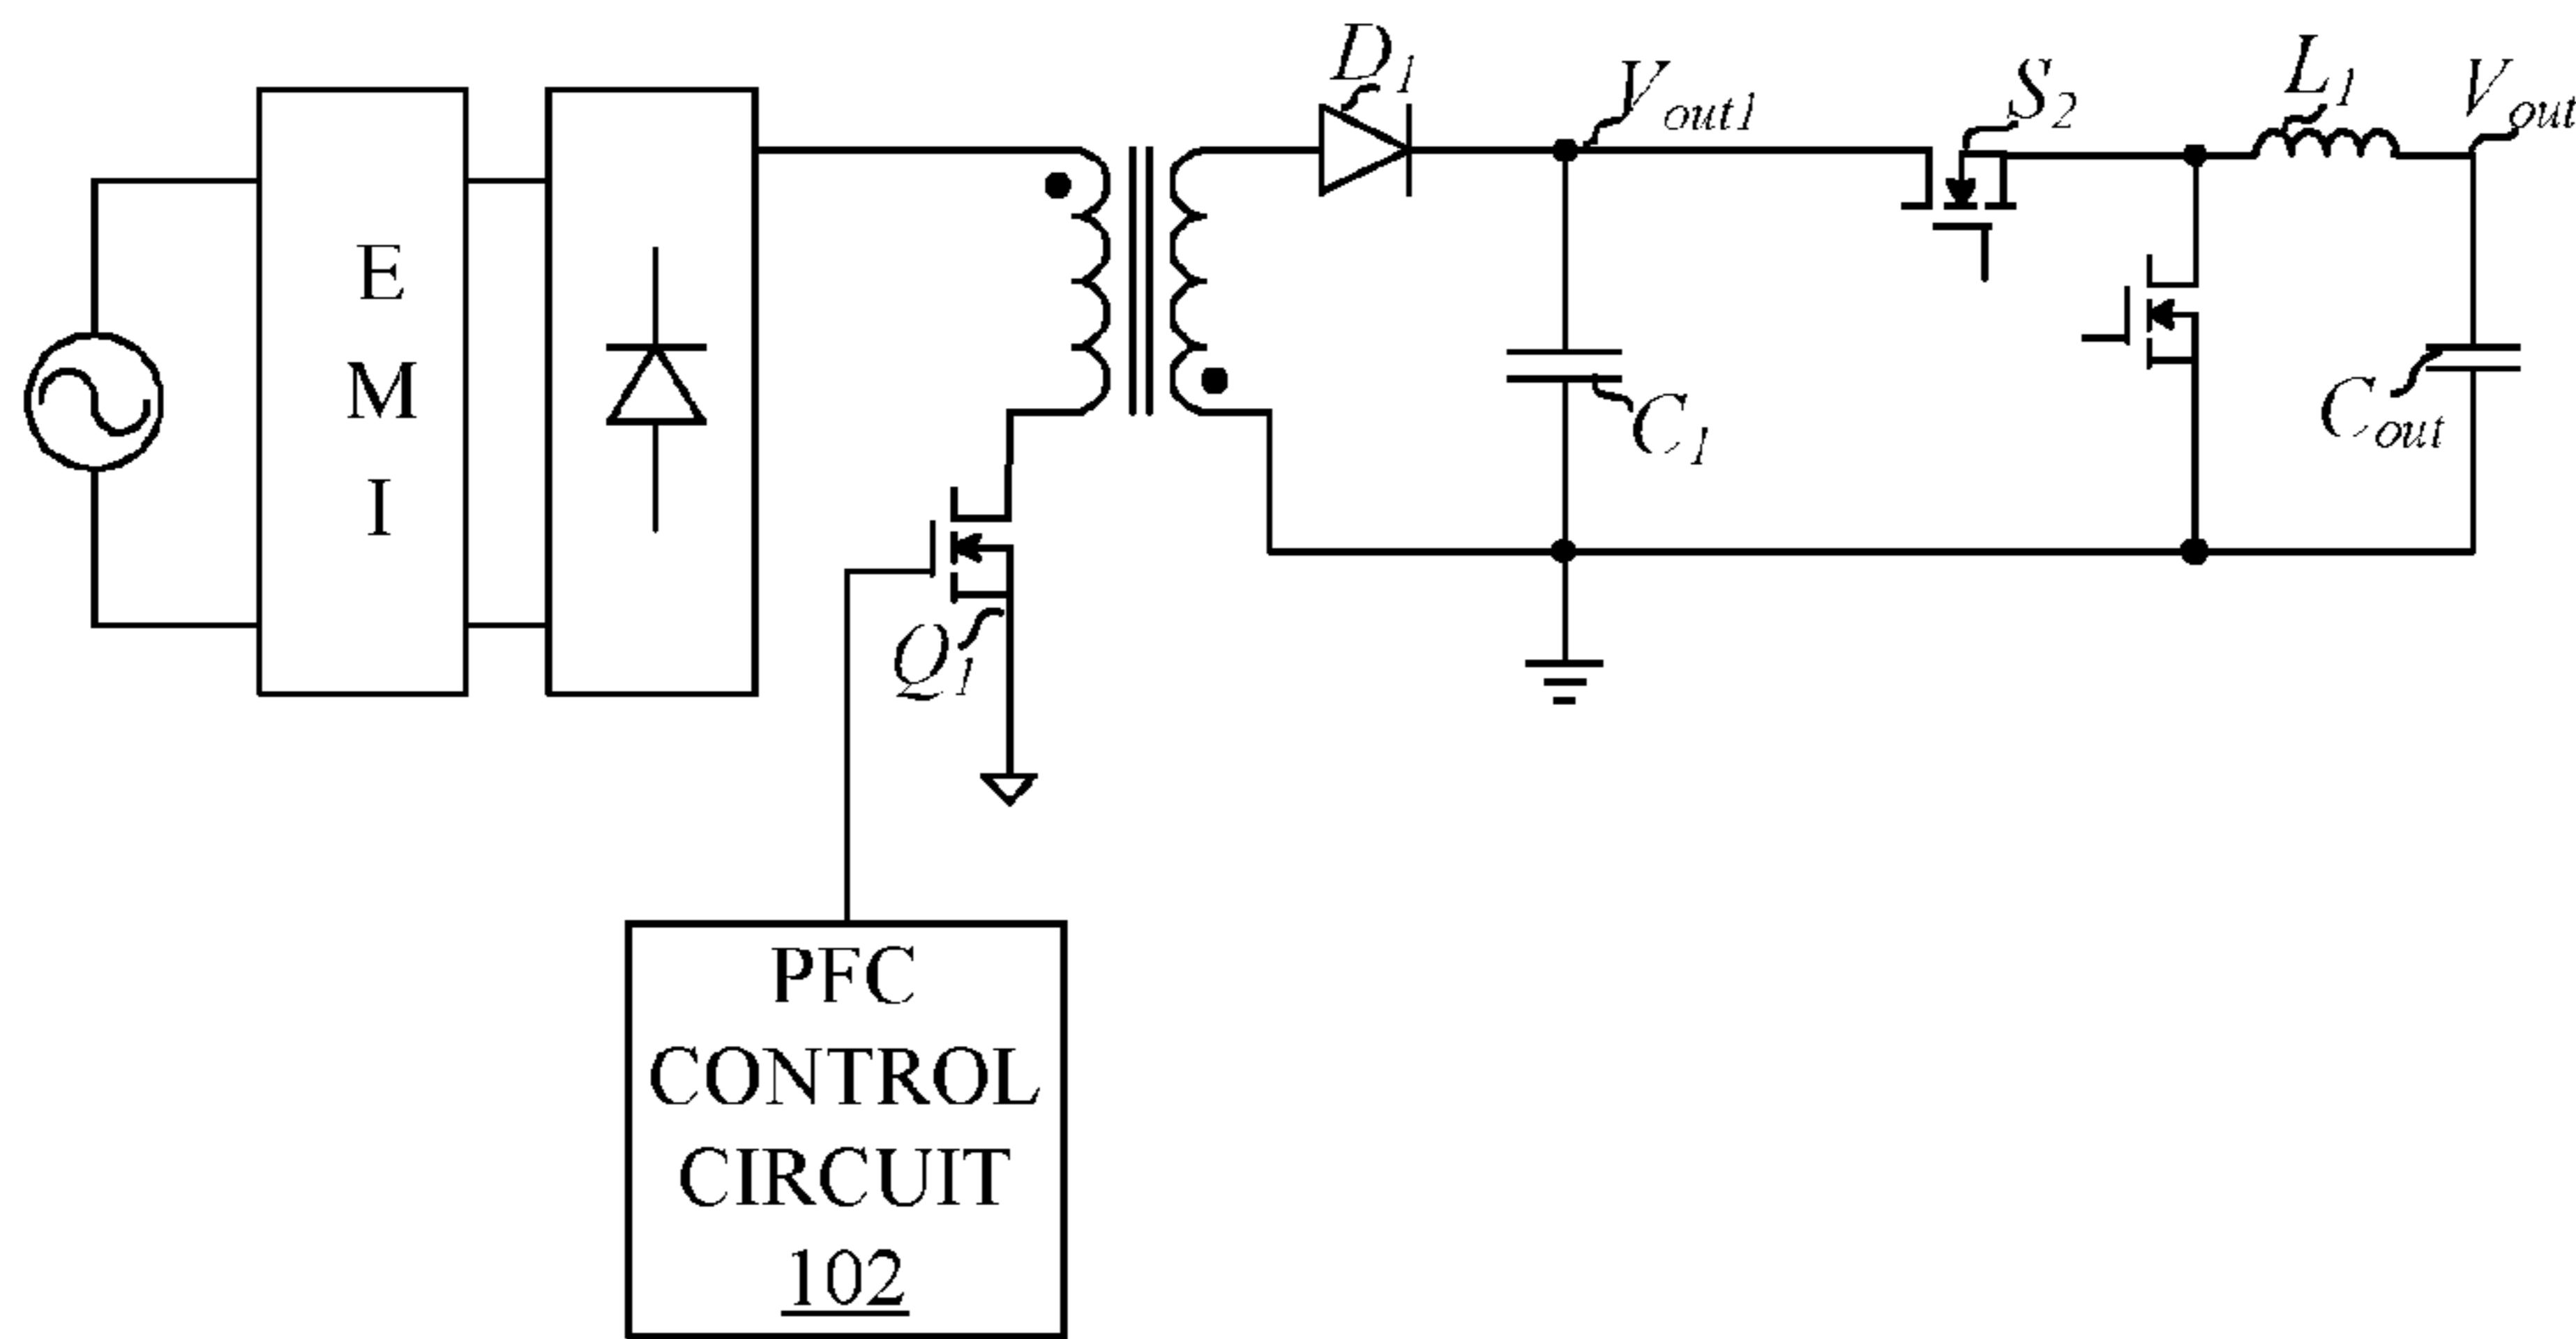 E
M
I
D1
Vout1
S2
L1
Vout
C1
Cout
Q1
PFC
CONTROL
CIRCUIT
102